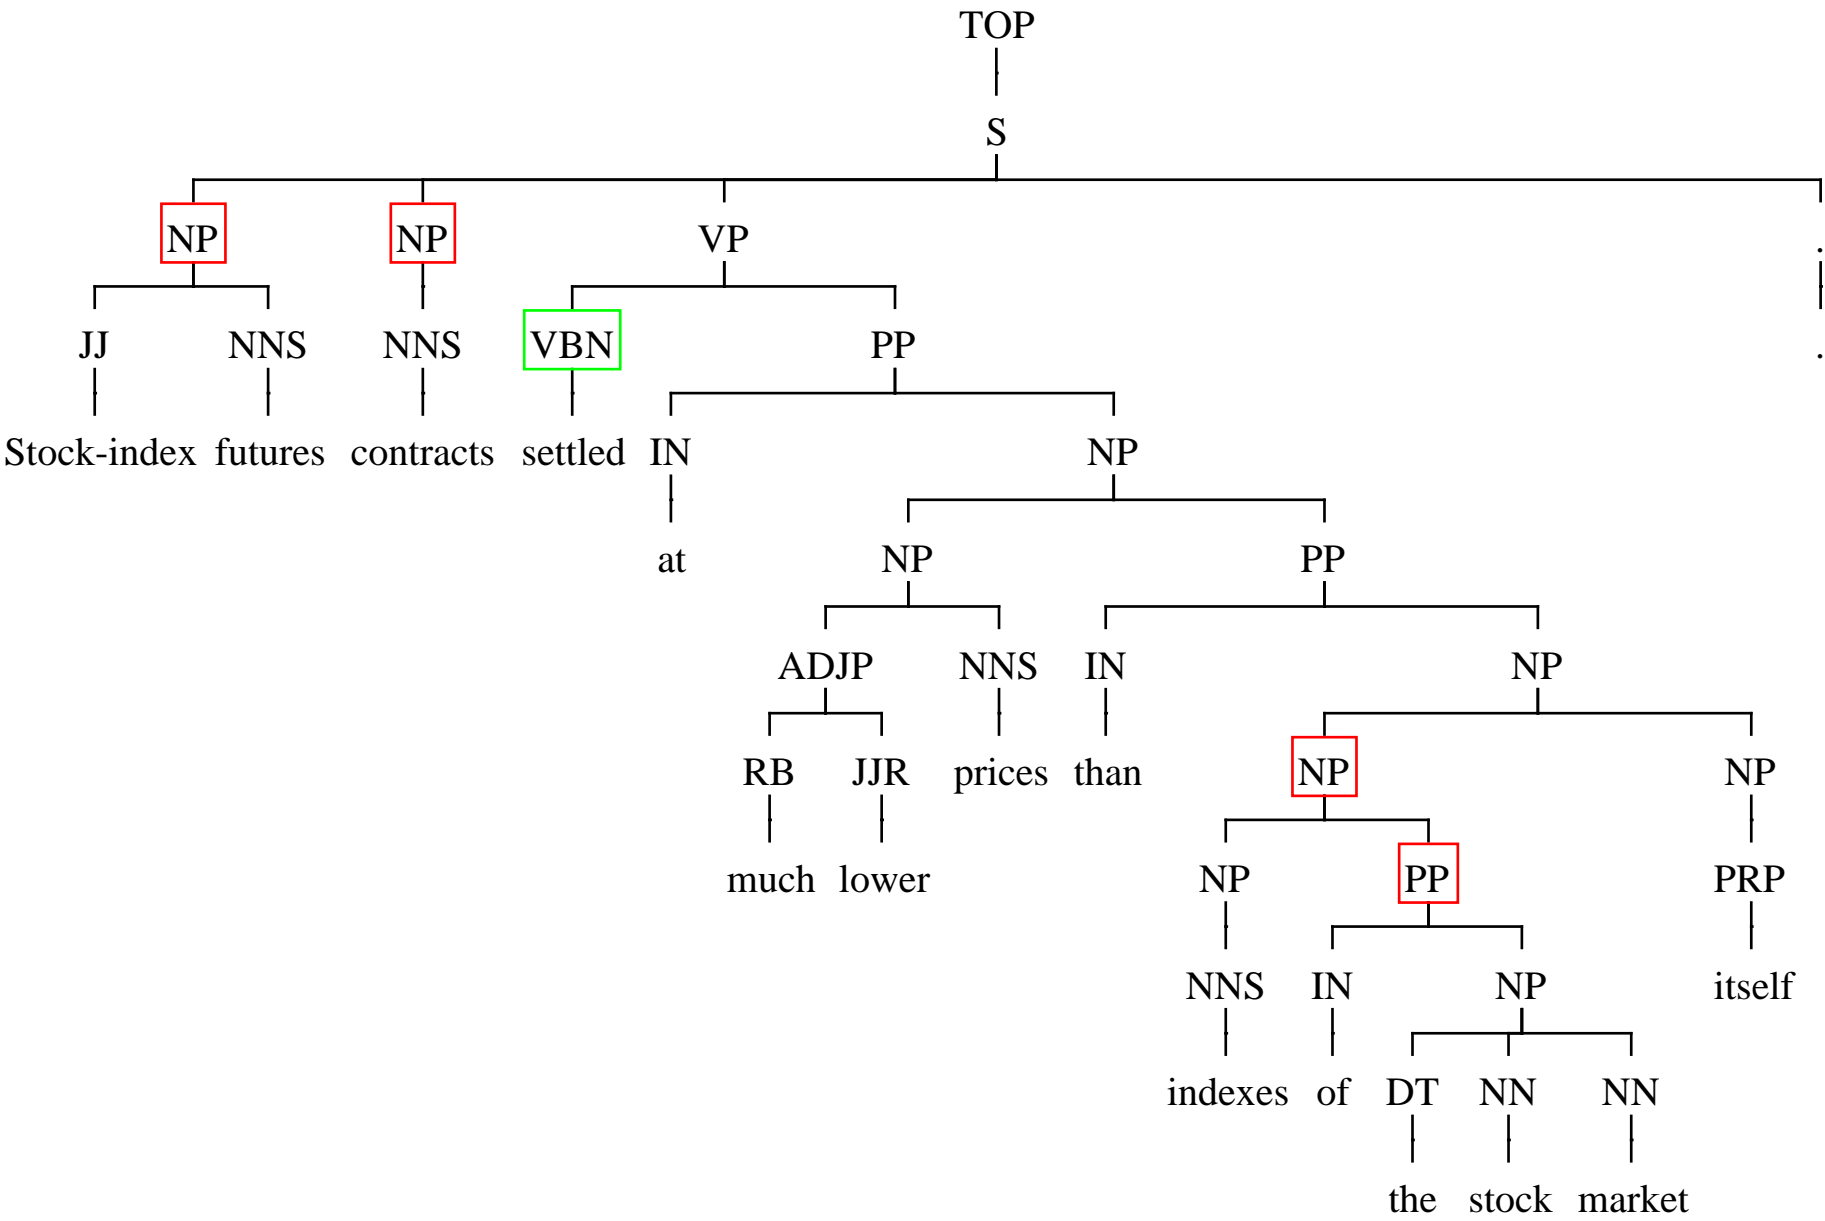 TOP
S
NP NP VP .
JJ NNS NNS VBN PP .
Stock-index futures contracts settled IN NP
at NP PP
ADJP NNS IN NP
RB JJR prices than NP NP
much lower NP PP PRP
NNS IN NP itself
indexes of DT NN NN
the stock market